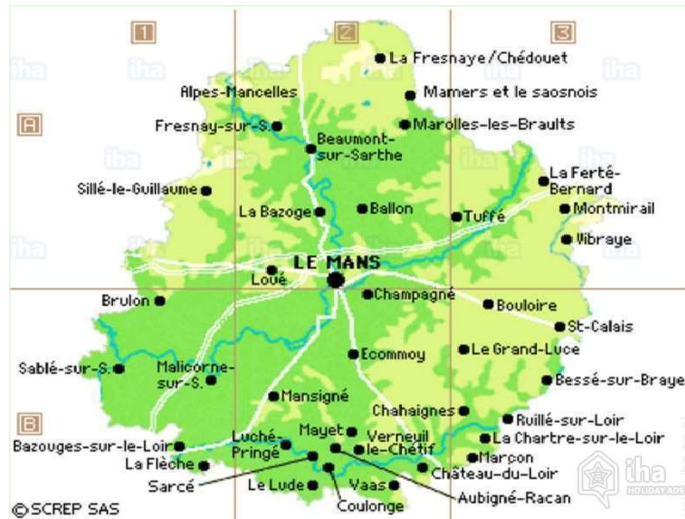 1
2
3
La Fresnaye/Chédouet
Alpes-Mancelles
Mamers et le saosnois
A
Fresnay-sur-S.
Marolles-les-Braults
Beaumont-
sur-Sarthe
iha
Sillé-le-Guillaume
La Ferté-
Bernard
La Bazoge
Ballon
Tuffé
Montmirail
Vibraye
LE MANS
Loué
Champagné
Brulon
Bouloire
St-Calais
Ecommoy
Le Grand-Luce
Sablé-sur-S.
Malicorne-
sur-S.
Bessé-sur-Braye
Mansigné
Chahaignes
B
Ruillé-sur-Loir
Mayet
Verneuil
-le-Chétif
La Chartre-sur-le-Loir
Bazouges-sur-le-Loir
Luché-
Pringé
Marçon
La Flèche
Château-du-Loir
Sarcé
Aubigné-Racan
Le Lude
Coulonge
Vaas
iha
HOLIDAYADS
©SCREP SAS